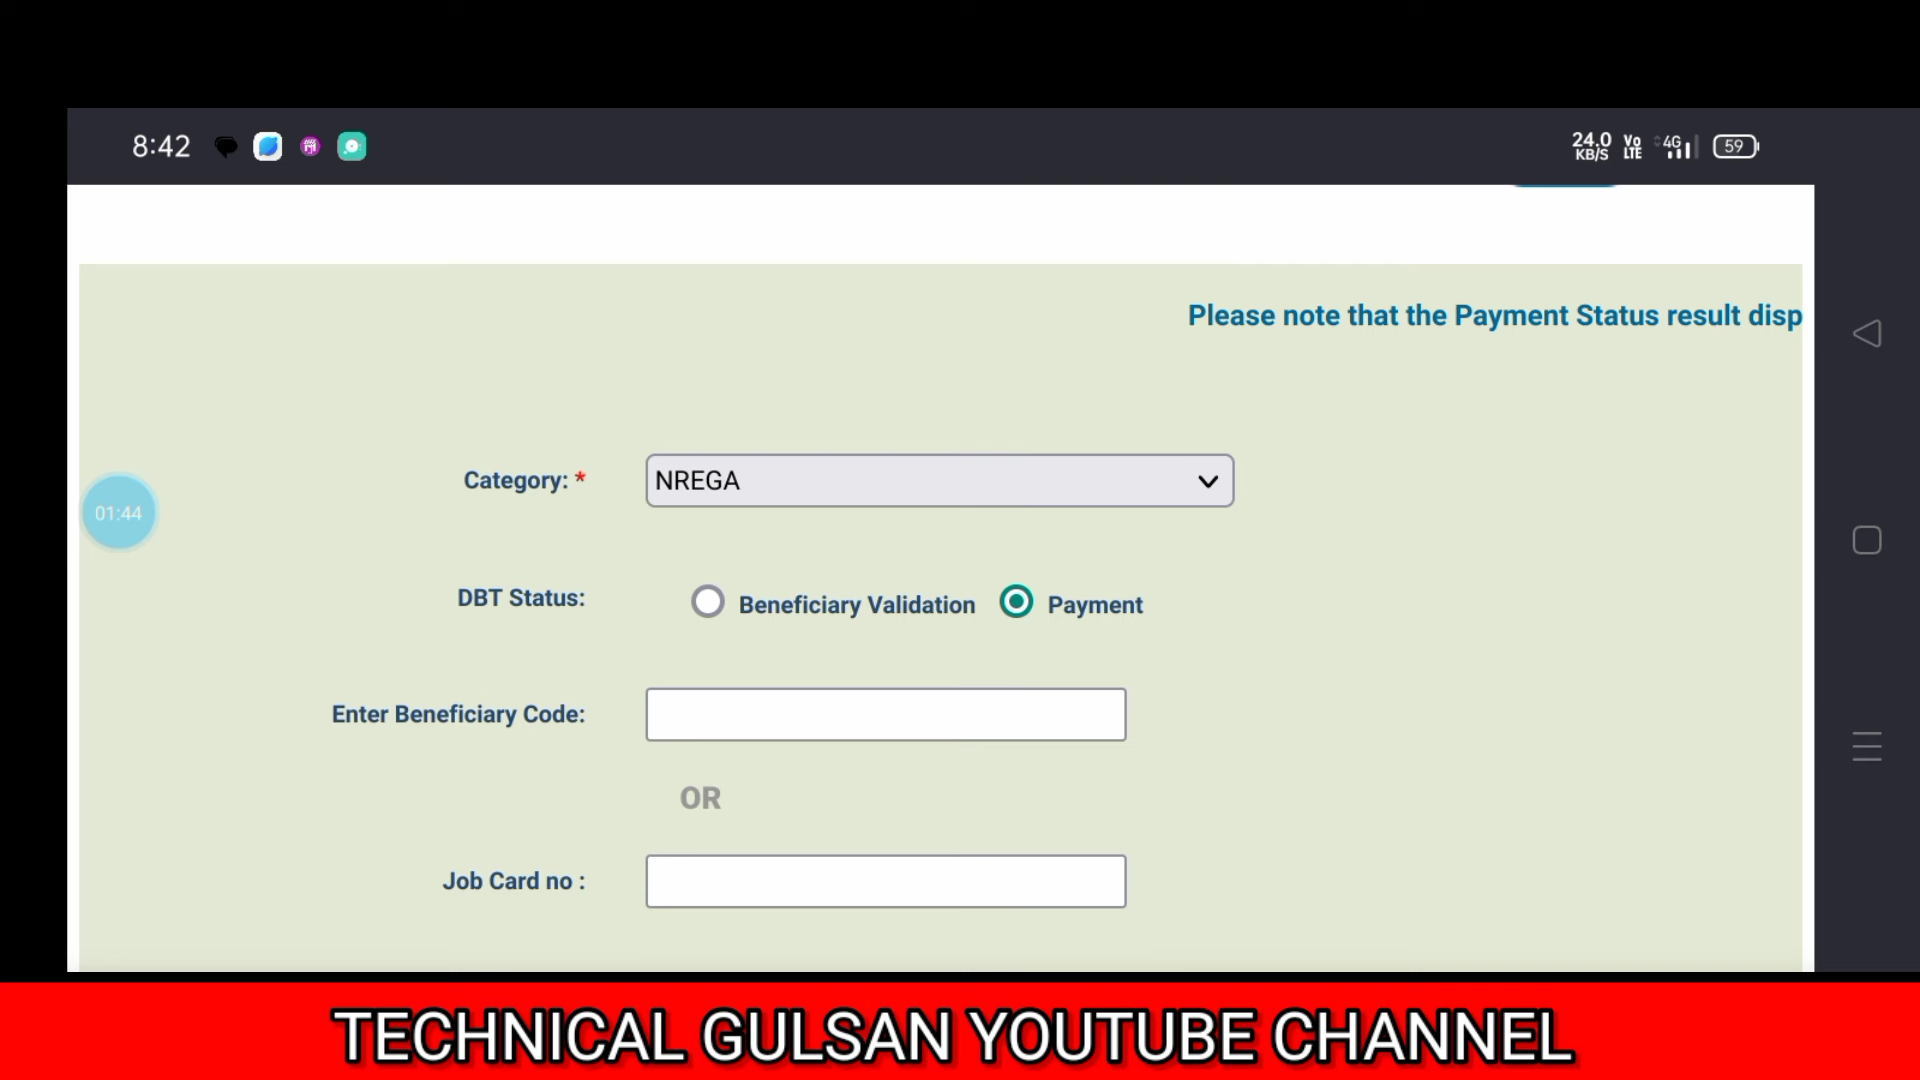 8:42
24.0 KB/S Vo LTE 4G 59
Please note that the Payment Status result disp
Category: * NREGA
01:44
DBT Status: Beneficiary Validation Payment
Enter Beneficiary Code:
OR
Job Card no :
TECHNICAL GULSAN YOUTUBE CHANNEL